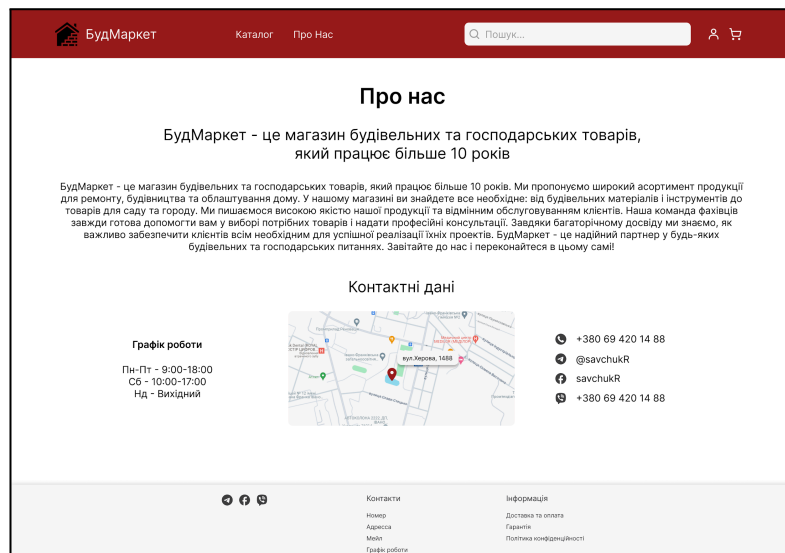 БудМаркет
Каталог
Про Нас
Пошук...
Про нас
БудМаркет - це магазин будівельних та господарських товарів,
який працює більше 10 років
БудМаркет - це магазин будівельних та господарських товарів, який працює більше 10 років. Ми пропонуємо широкий асортимент продукції
для ремонту, будівництва та облаштування дому. У нашому магазині ви знайдете все необхідне: від будівельних матеріалів і інструментів до
товарів для саду та городу. Ми пишаємося високою якістю нашої продукції та відмінним обслуговуванням клієнтів. Наша команда фахівців
завжди готова допомогти вам у виборі потрібних товарів і надати професійні консультації. Завдяки багаторічному досвіду ми знаємо, як
важливо забезпечити клієнтів всім необхідним для успішної реалізації їхніх проектів. БудМаркет - це надійний партнер у будь-яких
будівельних та господарських питаннях. Завітайте до нас і переконайтеся в цьому самі!
Контактні дані
Графік роботи
Пн-Пт - 9:00-18:00
Сб - 10:00-17:00
Нд - Вихідний
вул.Херова, 1488
+380 69 420 14 88
@savchukR
savchukR
+380 69 420 14 88
Контакти
Номер
Адресса
Мейл
Графік роботи
Інформація
Доставка та оплата
Гарантія
Політика конфіденційності